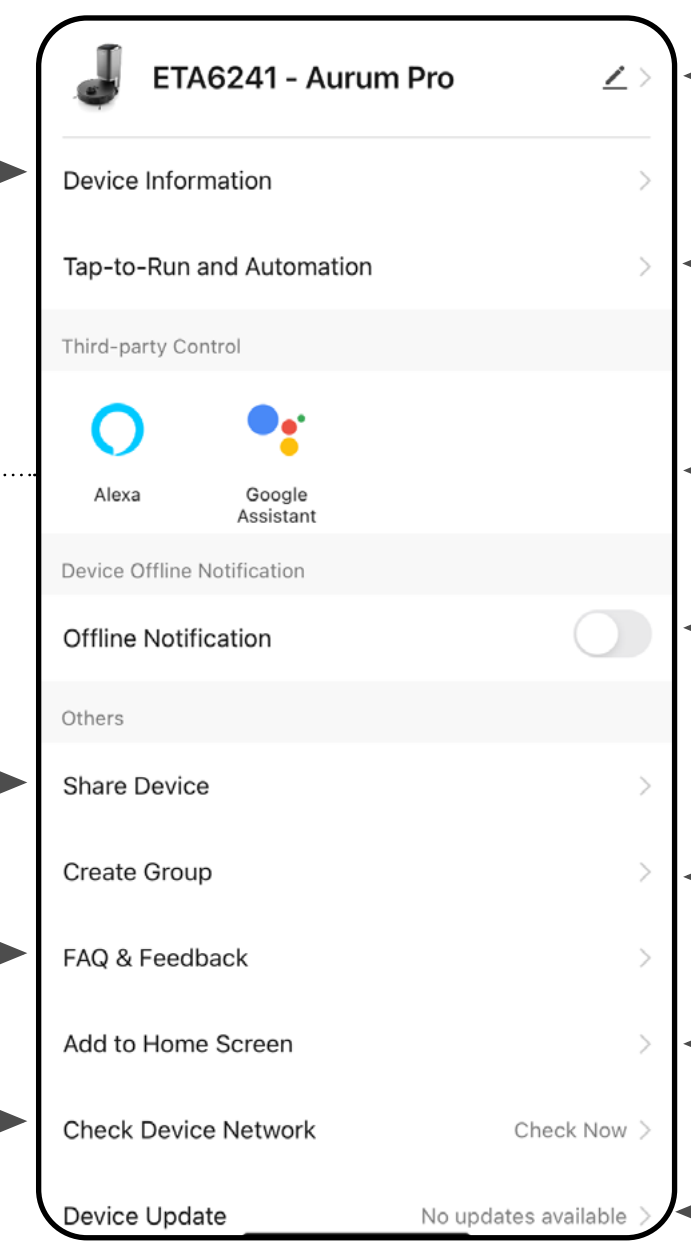 ETA6241 - Aurum Pro
Device Information
Tap-to-Run and Automation
Third-party Control
Alexa
Google
Assistant
Device Offline Notification
Offline Notification
Others
Share Device
Create Group
FAQ & Feedback
Add to Home Screen
Check Device Network Check Now
Device Update No updates available